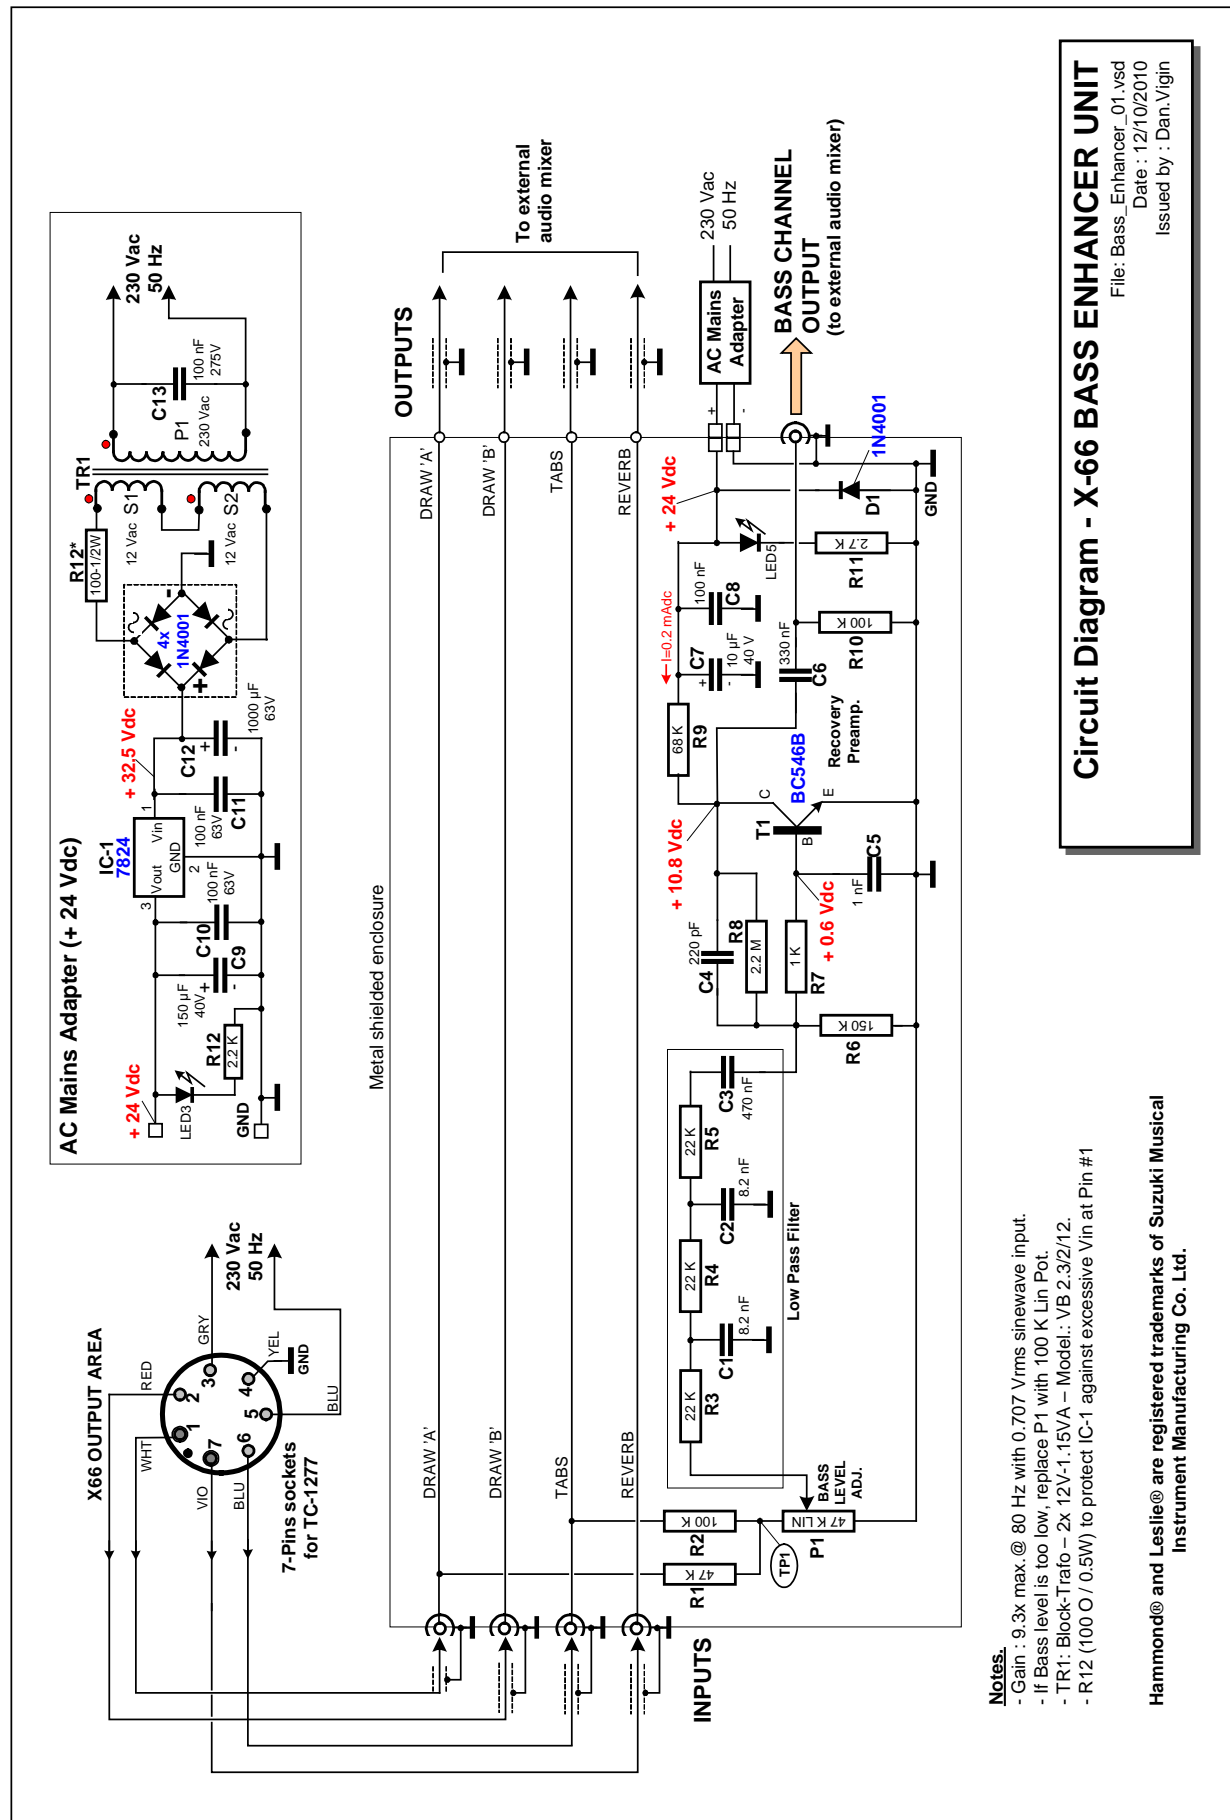 X66 OUTPUT AREA
WHT
RED
VIO
BLU
GRY
YEL
GND
BLU
1
2
3
4
5
6
7
230 Vac
50 Hz
7-Pins sockets
for TC-1277
AC Mains Adapter (+ 24 Vdc)
+ 24 Vdc
LED3
GND
R12
2.2 K
150 µF
40V
+
-
C9
C10
100 nF
63V
IC-1
7824
3
Vout
GND
Vin
1
2
100 nF
63V
C11
+ 32.5 Vdc
C12
+
-
1000 µF
63V
4x
1N4001
+
-
R12*
100-1/2W
12 Vac
S1
12 Vac
S2
TR1
P1
230 Vac
C13
100 nF
275V
230 Vac
50 Hz
Metal shielded enclosure
INPUTS
DRAW 'A'
DRAW 'B'
TABS
REVERB
DRAW 'A'
DRAW 'B'
TABS
REVERB
OUTPUTS
To external
audio mixer
R1
47 K
R2
100 K
TP1
P1
47 K LIN
BASS
LEVEL
ADJ.
22 K
R3
C1
8.2 nF
22 K
R4
C2
8.2 nF
22 K
R5
C3
470 nF
Low Pass Filter
R6
150 K
C4
220 pF
R8
2.2 M
1 K
R7
+ 0.6 Vdc
1 nF
C5
+ 10.8 Vdc
T1
B
C
E
BC546B
Recovery
Preamp.
68 K
R9
I=0.2 mAdc
C7
+
-
10 µF
40 V
100 nF
C8
330 nF
C6
R10
100 K
LED5
R11
2.7 K
+ 24 Vdc
D1
1N4001
GND
+
-
AC Mains
Adapter
230 Vac
50 Hz
BASS CHANNEL
OUTPUT
(to external audio mixer)
Notes.
- Gain : 9.3x max.@ 80 Hz with 0.707 Vrms sinewave input.
- If Bass level is too low, replace P1 with 100 K Lin Pot.
- TR1: Block-Trafo – 2x 12V-1.15VA – Model.: VB 2.3/2/12.
- R12 (100 O / 0.5W) to protect IC-1 against excessive Vin at Pin #1
Hammond® and Leslie® are registered trademarks of Suzuki Musical
Instrument Manufacturing Co. Ltd.
Circuit Diagram - X-66 BASS ENHANCER UNIT
File: Bass_Enhancer_01.vsd
Date : 12/10/2010
Issued by : Dan.Vigin